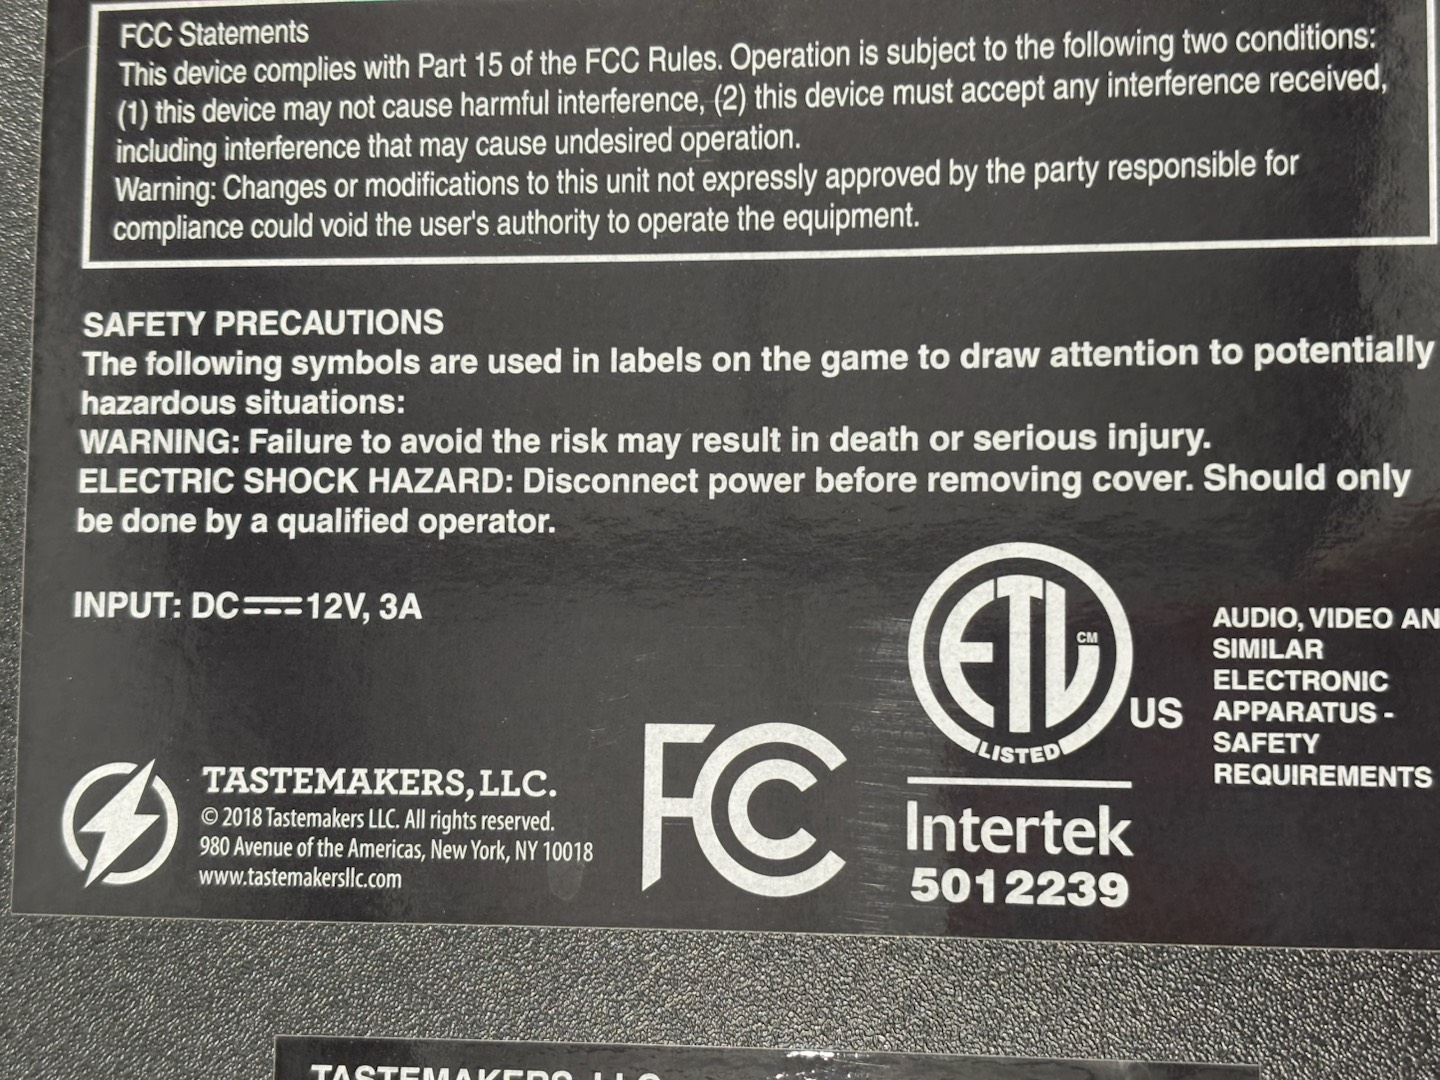 FCC Statements
This device complies with Part 15 of the FCC Rules. Operation is subject to the following two conditions:
(1) this device may not cause harmful interference, (2) this device must accept any interference received,
including interference that may cause undesired operation.
Warning: Changes or modifications to this unit not expressly approved by the party responsible for
compliance could void the user's authority to operate the equipment.
SAFETY PRECAUTIONS
The following symbols are used in labels on the game to draw attention to potentially
hazardous situations:
WARNING: Failure to avoid the risk may result in death or serious injury.
ELECTRIC SHOCK HAZARD: Disconnect power before removing cover. Should only
be done by a qualified operator.
INPUT: DC⎓12V, 3A
TASTEMAKERS, LLC.
© 2018 Tastemakers LLC. All rights reserved.
980 Avenue of the Americas, New York, NY 10018
www.tastemakersllc.com
FC
ETL CM
LISTED
US
Intertek
5012239
AUDIO, VIDEO AN
SIMILAR
ELECTRONIC
APPARATUS -
SAFETY
REQUIREMENTS
TASTEMAKERS, LLC